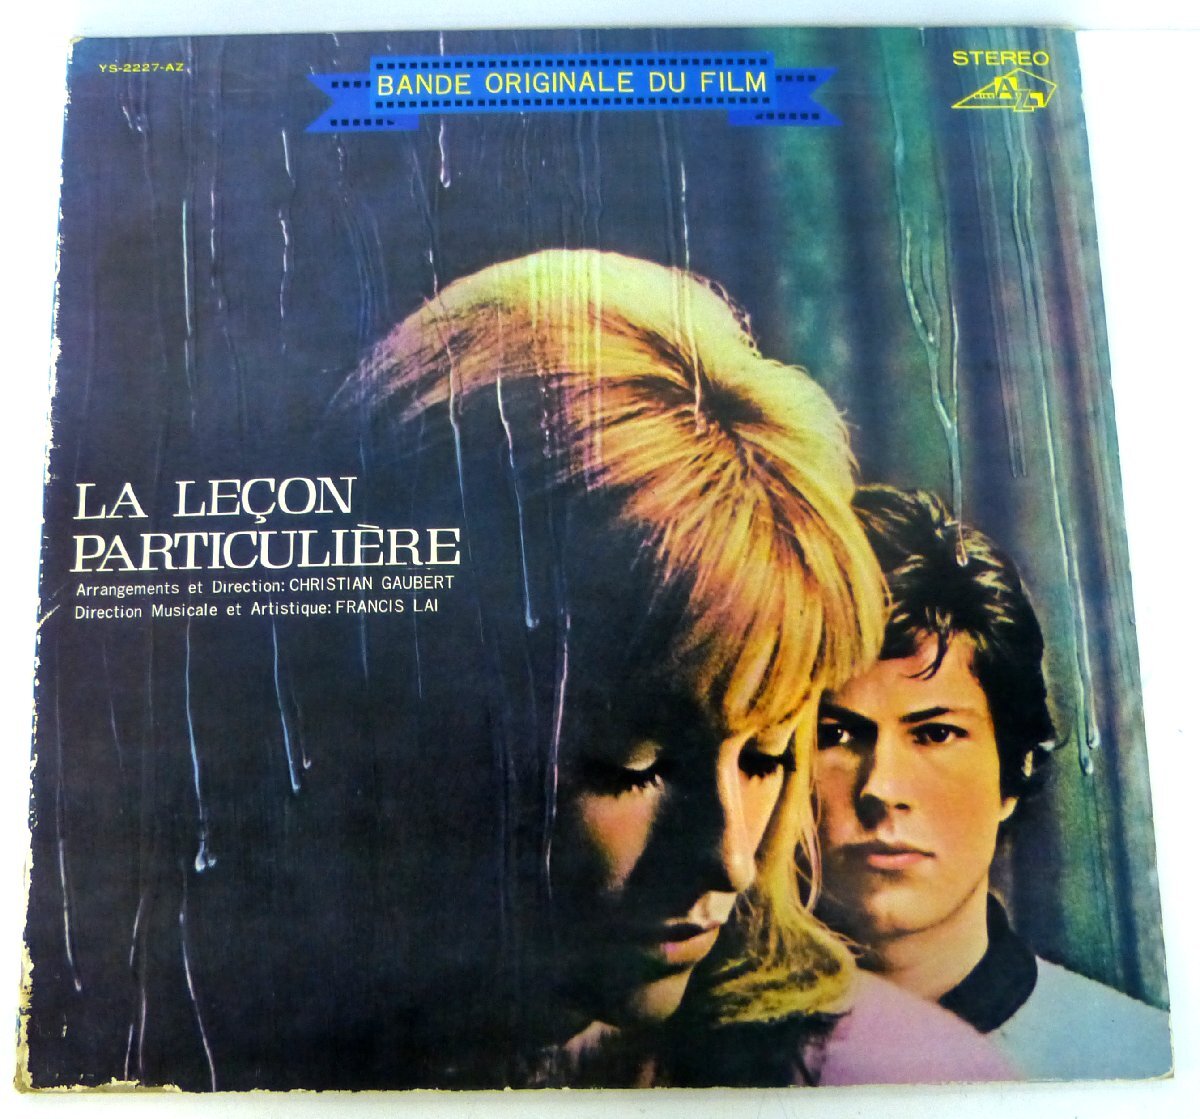 YS-2227-AZ
BANDE ORIGINALE DU FILM
STEREO
AZ
LA LEÇON
PARTICULIÈRE
Arrangements et Direction: CHRISTIAN GAUBERT
Direction Musicale et Artistique: FRANCIS LAI